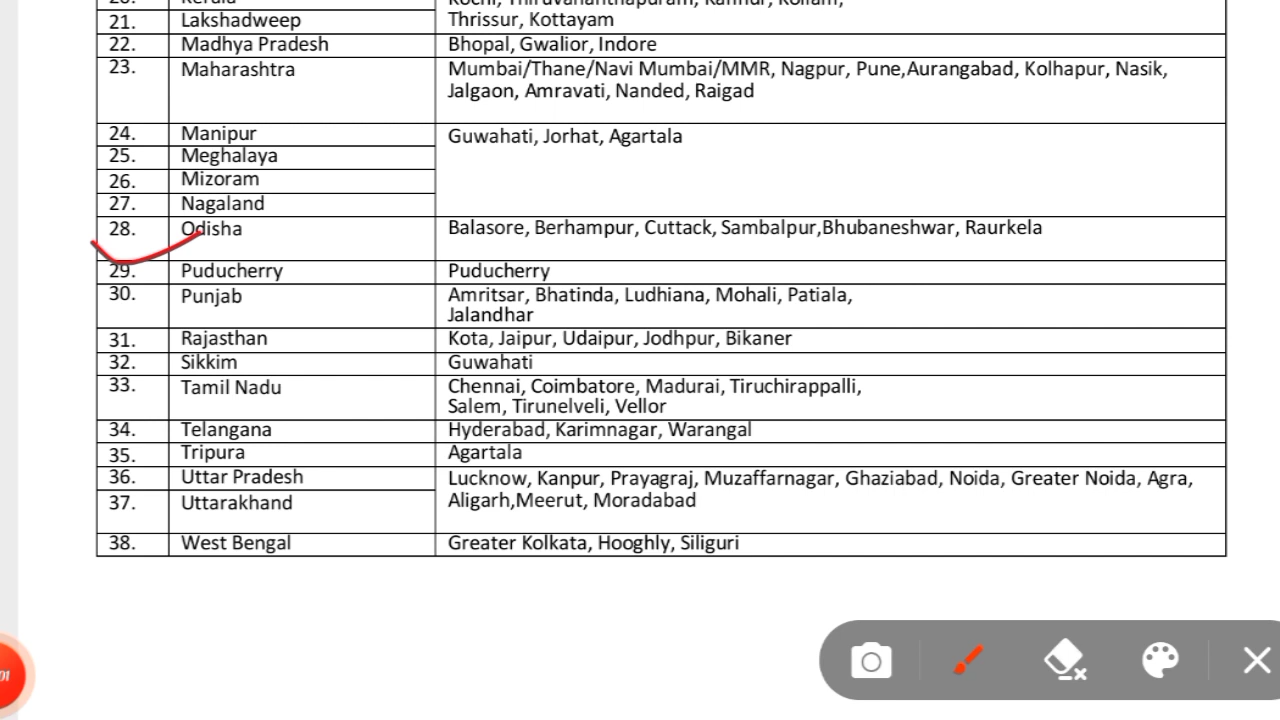 Kerala
Kochi, Thiruvananthapuram, Kannur, Kollam,
Thrissur, Kottayam
21. Lakshadweep
22. Madhya Pradesh Bhopal, Gwalior, Indore
23. Maharashtra Mumbai/Thane/Navi Mumbai/MMR, Nagpur, Pune,Aurangabad, Kolhapur, Nasik,
Jalgaon, Amravati, Nanded, Raigad
24. Manipur Guwahati, Jorhat, Agartala
25. Meghalaya
26. Mizoram
27. Nagaland
28. Odisha Balasore, Berhampur, Cuttack, Sambalpur,Bhubaneshwar, Raurkela
29. Puducherry Puducherry
30. Punjab Amritsar, Bhatinda, Ludhiana, Mohali, Patiala,
Jalandhar
31. Rajasthan Kota, Jaipur, Udaipur, Jodhpur, Bikaner
32. Sikkim Guwahati
33. Tamil Nadu Chennai, Coimbatore, Madurai, Tiruchirappalli,
Salem, Tirunelveli, Vellor
34. Telangana Hyderabad, Karimnagar, Warangal
35. Tripura Agartala
36. Uttar Pradesh Lucknow, Kanpur, Prayagraj, Muzaffarnagar, Ghaziabad, Noida, Greater Noida, Agra,
37. Uttarakhand Aligarh,Meerut, Moradabad
38. West Bengal Greater Kolkata, Hooghly, Siliguri